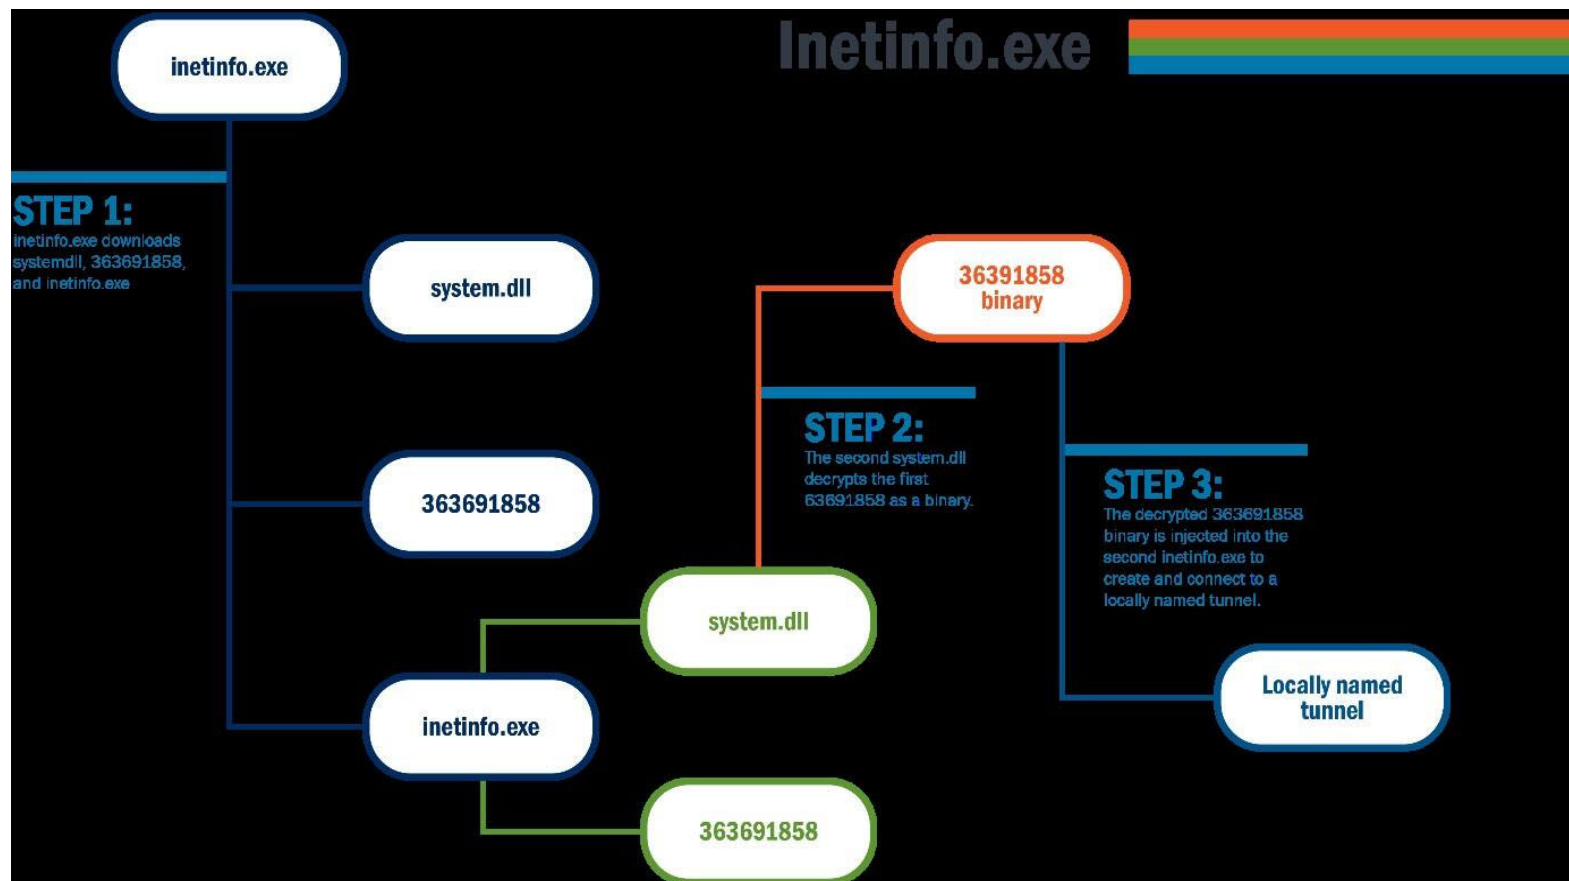 Inetinfo.exe
inetinfo.exe
STEP 1:
inetinfo.exe downloads
systemdll, 363691858,
and inetinfo.exe
system.dll
36391858
binary
STEP 2:
The second system.dll
decrypts the first
63691858 as a binary.
363691858
STEP 3:
The decrypted 363691858
binary is injected into the
second inetinfo.exe to
create and connect to a
locally named tunnel.
system.dll
inetinfo.exe
Locally named
tunnel
363691858